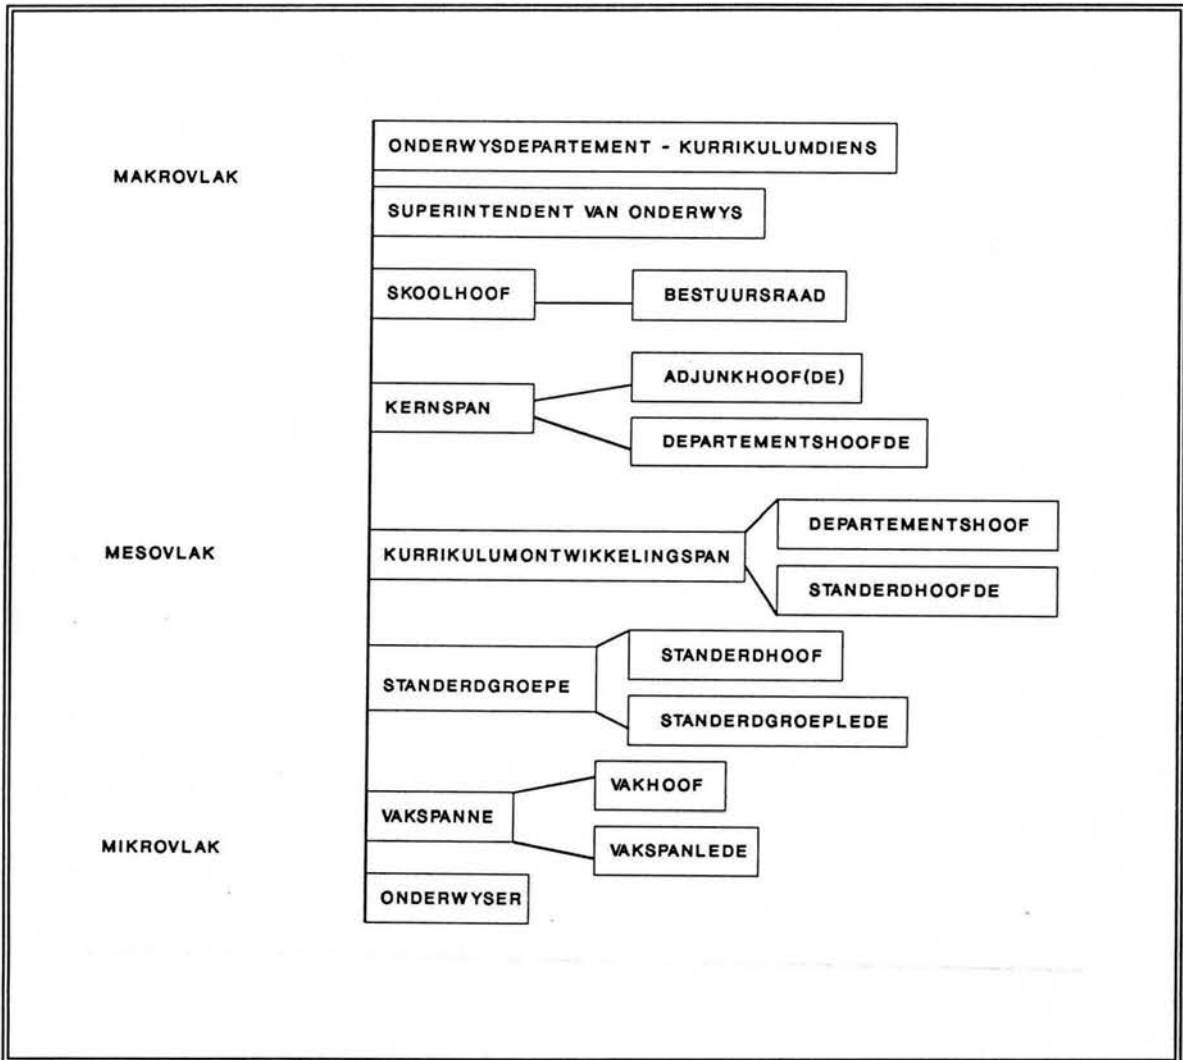 ONDERWYSDEPARTEMENT - KURRIKULUMDIENS
MAKROVLAK
SUPERINTENDENT VAN ONDERWYS
SKOOLHOOF
BESTUURSRAAD
ADJUNKHOOF(DE)
KERNSPAN
DEPARTEMENTSHOOFDE
DEPARTEMENTSHOOF
MESOVLAK
KURRIKULUMONTWIKKELINGSPAN
STANDERDHOOFDE
STANDERDHOOF
STANDERDGROEPE
STANDERDGROEPLEDE
VAKHOOF
VAKSPANNE
MIKROVLAK
VAKSPANLEDE
ONDERWYSER